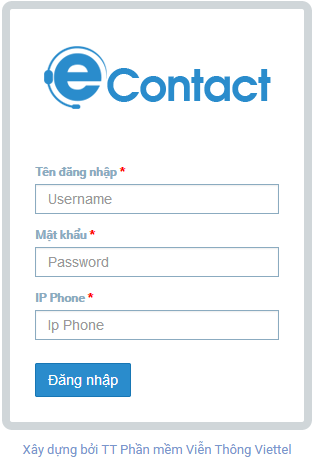 eContact
Tên đăng nhập *
Username
Mật khẩu *
Password
IP Phone *
Ip Phone
Đăng nhập
Xây dựng bởi TT Phần mềm Viễn Thông Viettel